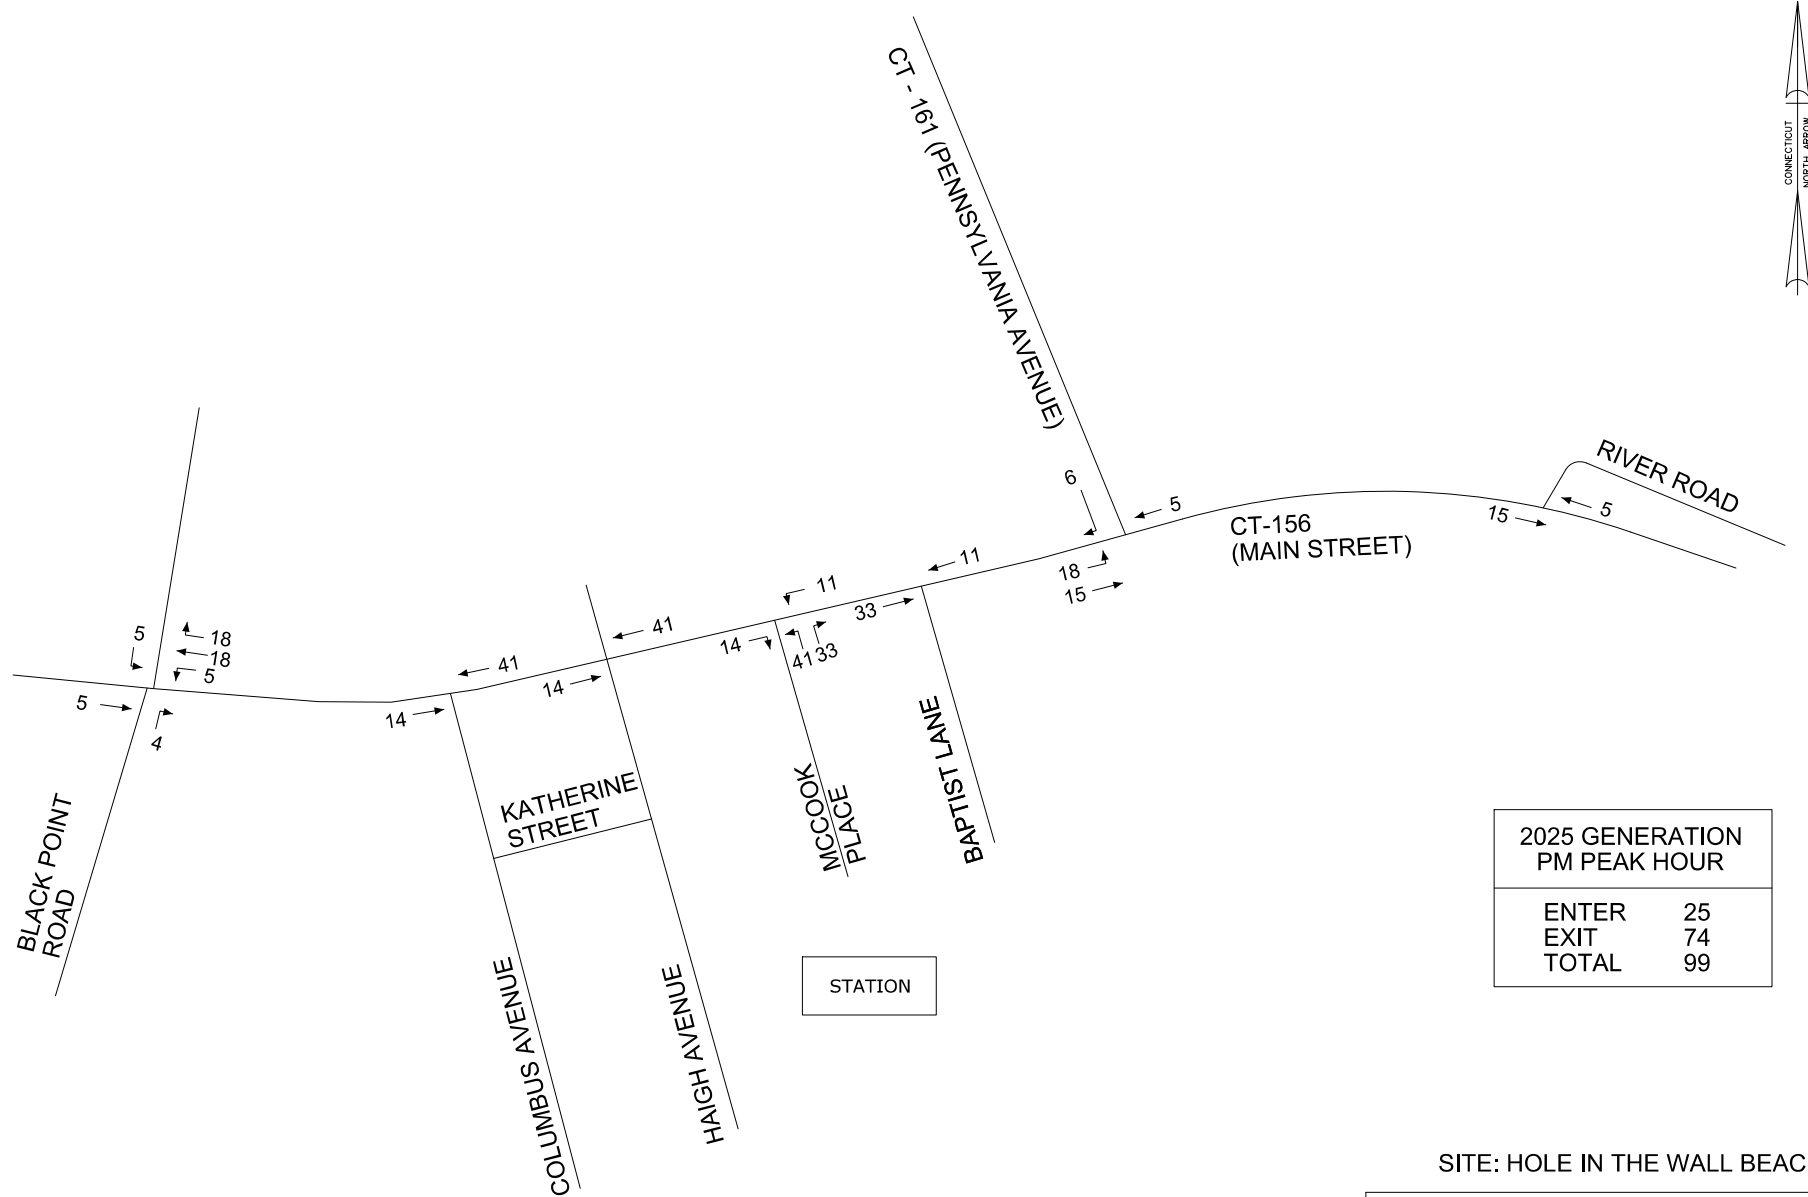 CT - 161 (PENNSYLVANIA AVENUE)
CONNECTICUT
NORTH ARROW
RIVER ROAD
6
5
5
15
CT-156
(MAIN STREET)
18
15
11
11
33
41
14
41
33
41
14
14
5
18
18
5
5
4
KATHERINE
STREET
MCCOOK
PLACE
BAPTIST LANE
BLACK POINT
ROAD
COLUMBUS AVENUE
HAIGH AVENUE
STATION
2025 GENERATION
PM PEAK HOUR
ENTER 25
EXIT 74
TOTAL 99
SITE: HOLE IN THE WALL BEAC